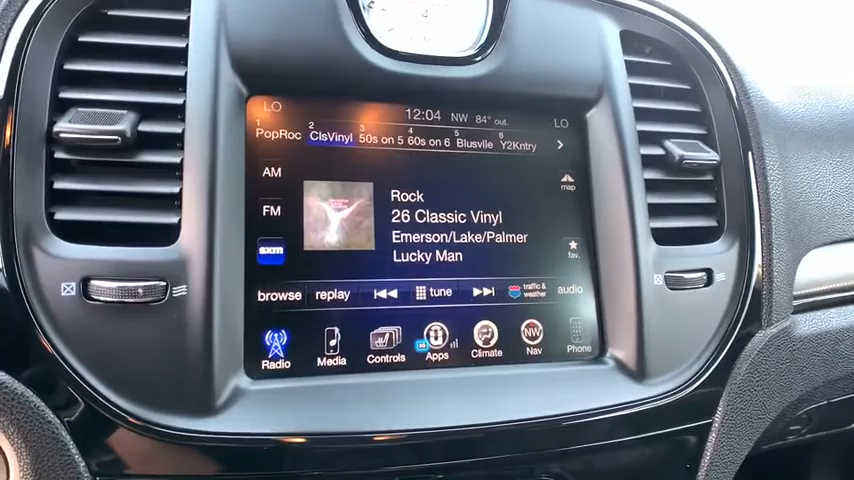 LO 12:04 NW 84° out. LO
1 PopRoc 2 ClsVinyl 3 50s on 5 4 60s on 6 5 Blusvlle 6 Y2Kntry
AM
FM
sxm
Rock
26 Classic Vinyl
Emerson/Lake/Palmer
Lucky Man
map
fav.
browse replay tune traffic & weather audio
Radio Media Controls Apps Climate NW Nav Phone